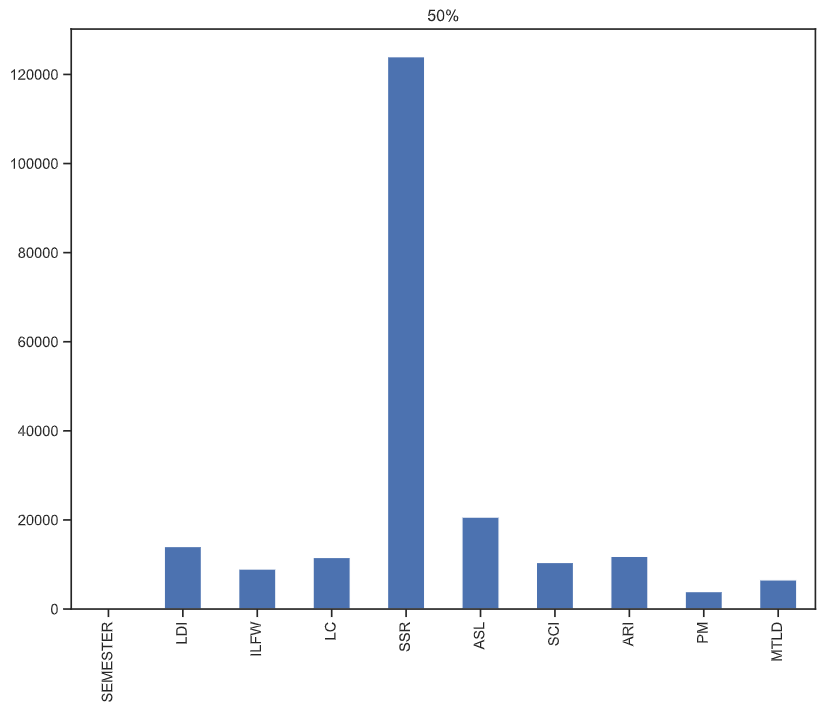 50%
120000
100000
80000
60000
40000
20000
0
SEMESTER
LDI
ILFW
LC
SSR
ASL
SCI
ARI
PM
MTLD